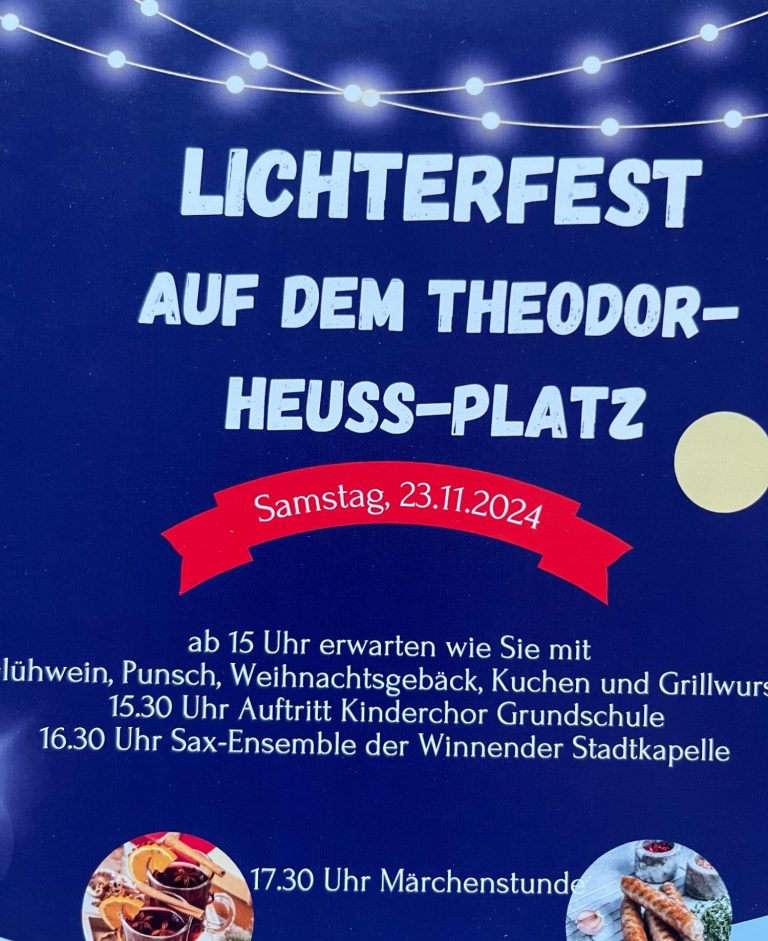 LICHTERFEST
AUF DEM THEODOR-
HEUSS-PLATZ
Samstag, 23.11.2024
ab 15 Uhr erwarten wie Sie mit
lühwein, Punsch, Weihnachtsgebäck, Kuchen und Grillwurs
15.30 Uhr Auftritt Kinderchor Grundschule
16.30 Uhr Sax-Ensemble der Winnender Stadtkapelle
17.30 Uhr Märchenstunde